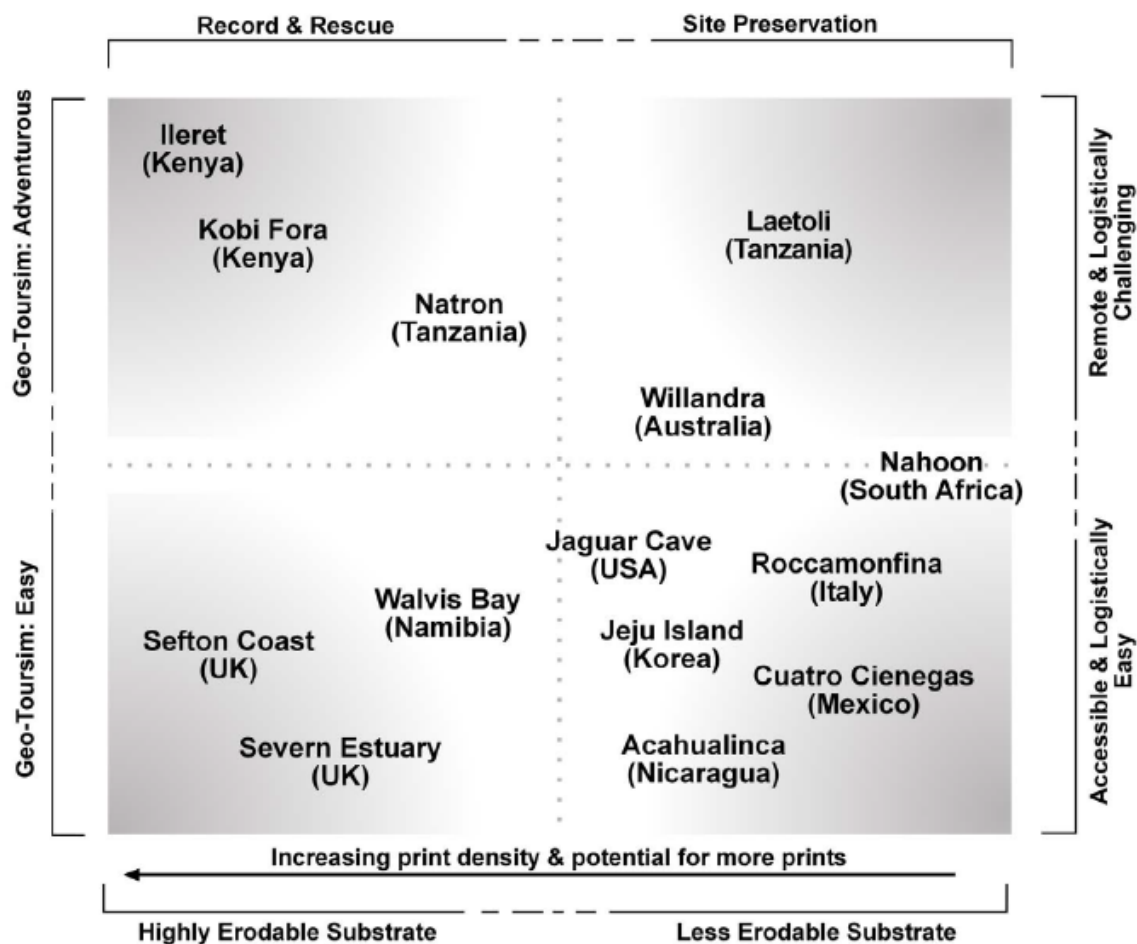 Record & Rescue
Site Preservation
Geo-Toursim: Adventurous
Geo-Toursim: Easy
Remote & Logistically
Challenging
Accessible & Logistically
Easy
Ileret
(Kenya)
Kobi Fora
(Kenya)
Laetoli
(Tanzania)
Natron
(Tanzania)
Willandra
(Australia)
Nahoon
(South Africa)
Jaguar Cave
(USA)
Roccamonfina
(Italy)
Walvis Bay
(Namibia)
Jeju Island
(Korea)
Sefton Coast
(UK)
Cuatro Cienegas
(Mexico)
Severn Estuary
(UK)
Acahualinca
(Nicaragua)
Increasing print density & potential for more prints
Highly Erodable Substrate
Less Erodable Substrate